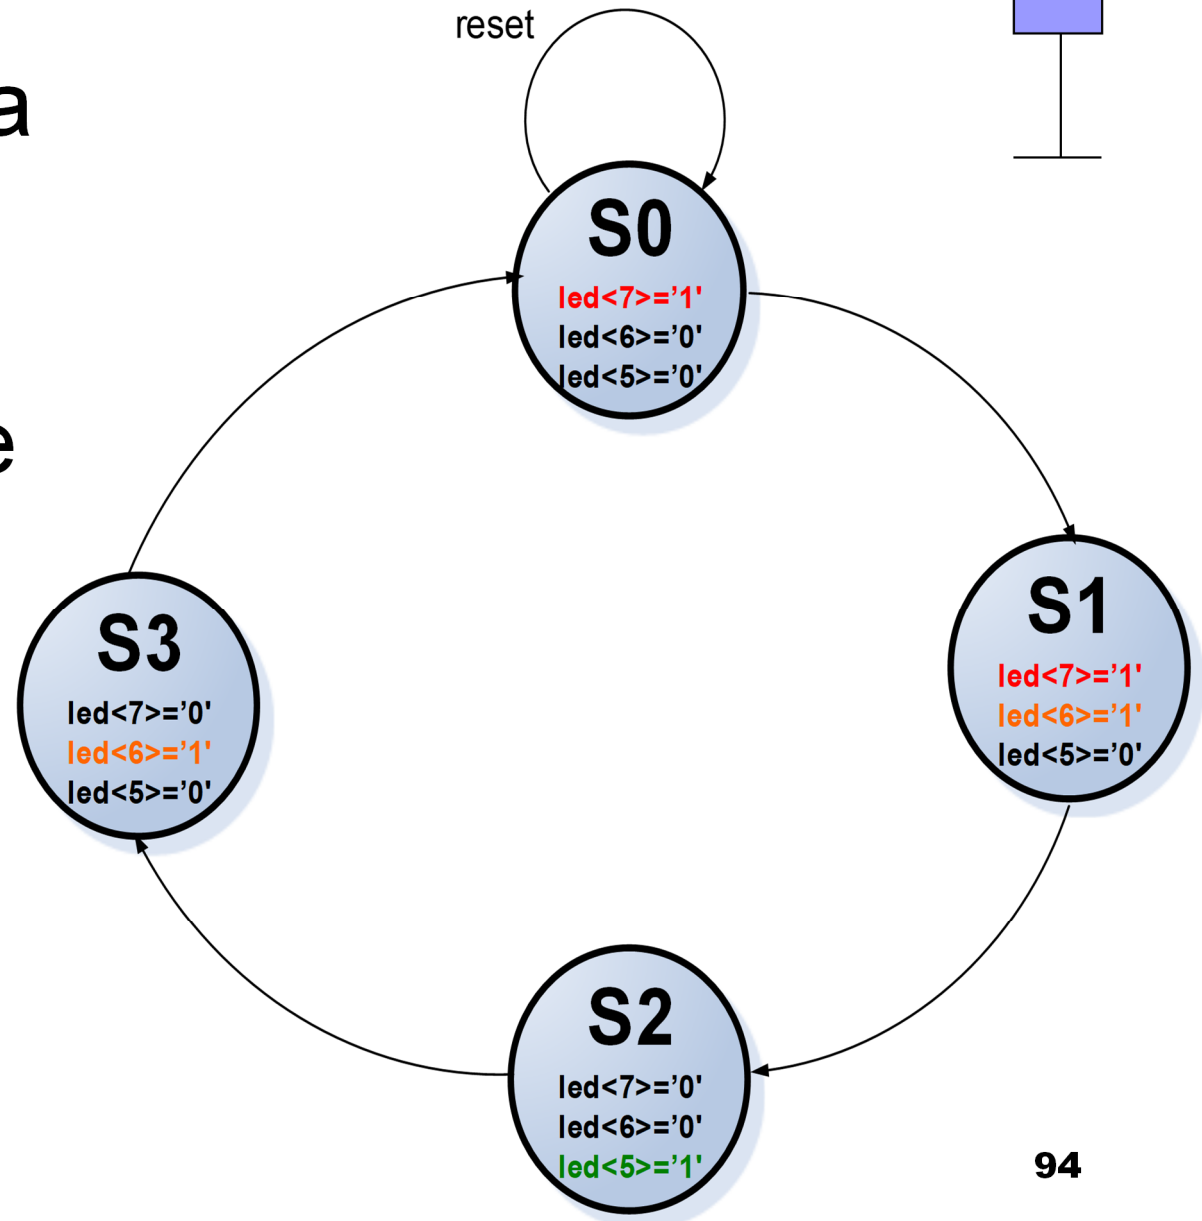 reset
a
S0
led<7>='1'
led<6>=’0'
led<5>=’0'
e
S1
led<7>=’1'
led<6>=’1'
led<5>=’0'
S3
led<7>=’0'
led<6>=’1'
led<5>=’0'
S2
led<7>=’0'
led<6>=’0'
led<5>=’1'
94